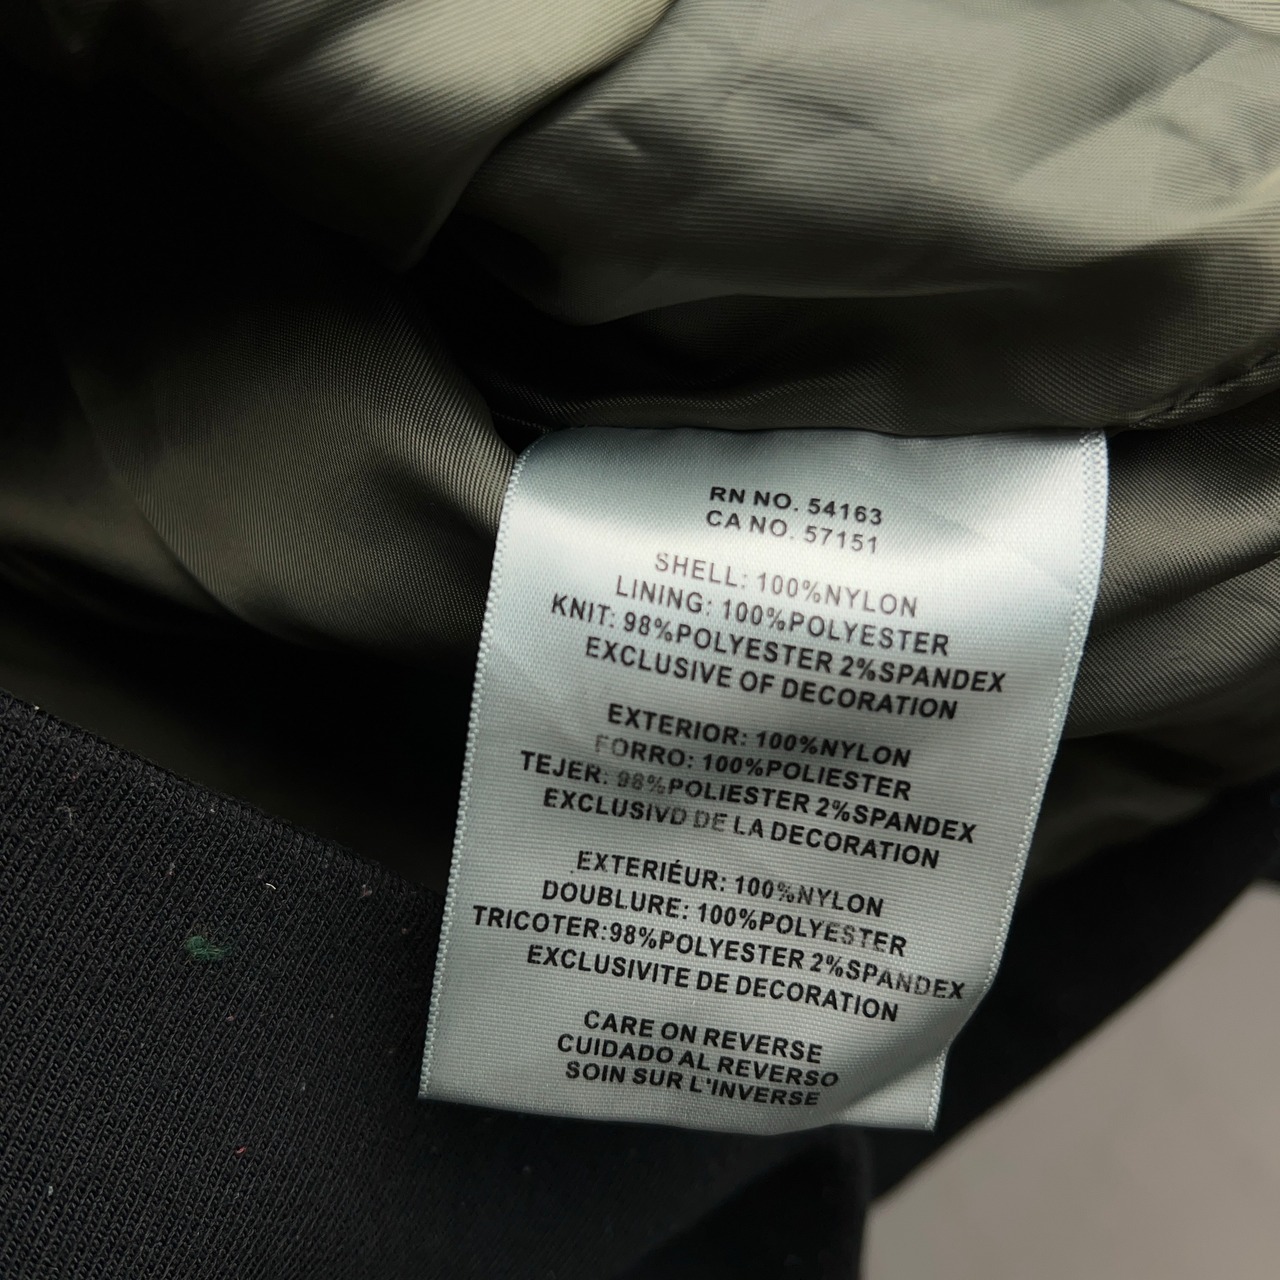 RN NO. 54163
CA NO. 57151
SHELL: 100%NYLON
LINING: 100%POLYESTER
KNIT: 98%POLYESTER 2%SPANDEX
EXCLUSIVE OF DECORATION
EXTERIOR: 100%NYLON
FORRO: 100%POLIESTER
TEJER: 98%POLIESTER 2%SPANDEX
EXCLUSIVD DE LA DECORATION
EXTERIÉUR: 100%NYLON
DOUBLURE: 100%POLYESTER
TRICOTER:98%POLYESTER 2%SPANDEX
EXCLUSIVITE DE DECORATION
CARE ON REVERSE
CUIDADO AL REVERSO
SOIN SUR L'INVERSE